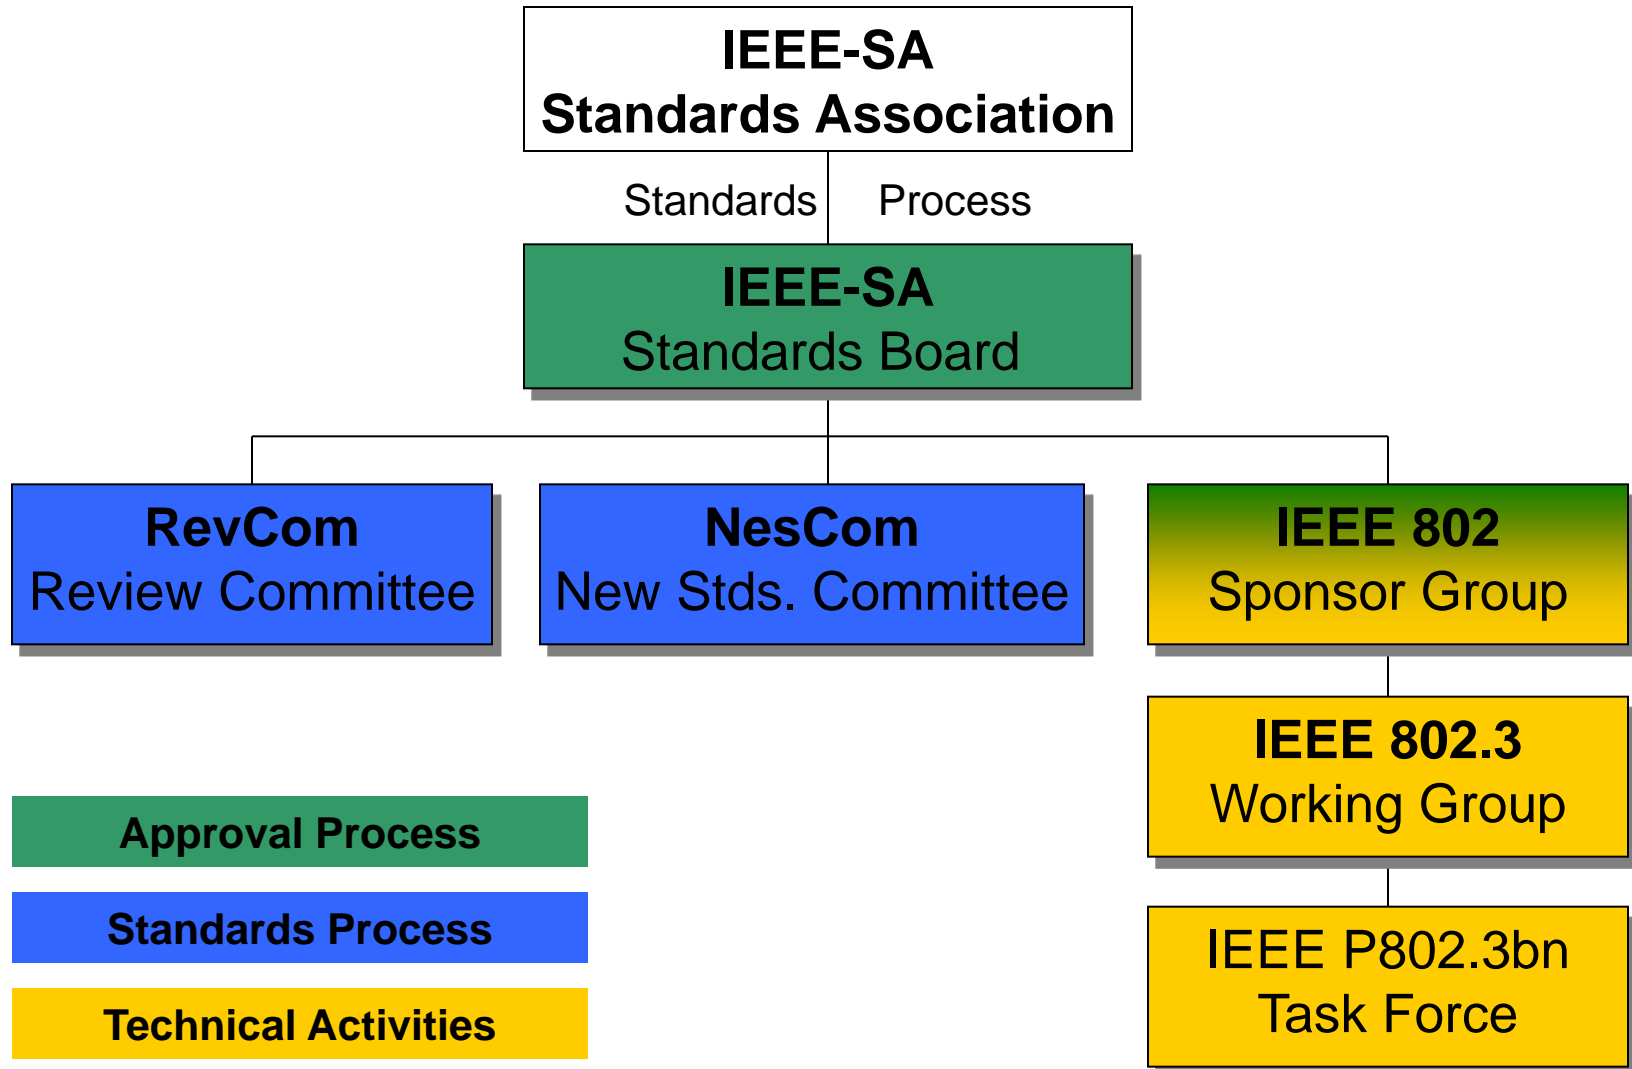 IEEE-SA
Standards Association
Standards Process
IEEE-SA
Standards Board
RevCom
Review Committee
NesCom
New Stds. Committee
IEEE 802
Sponsor Group
IEEE 802.3
Working Group
IEEE P802.3bn
Task Force
Approval Process
Standards Process
Technical Activities